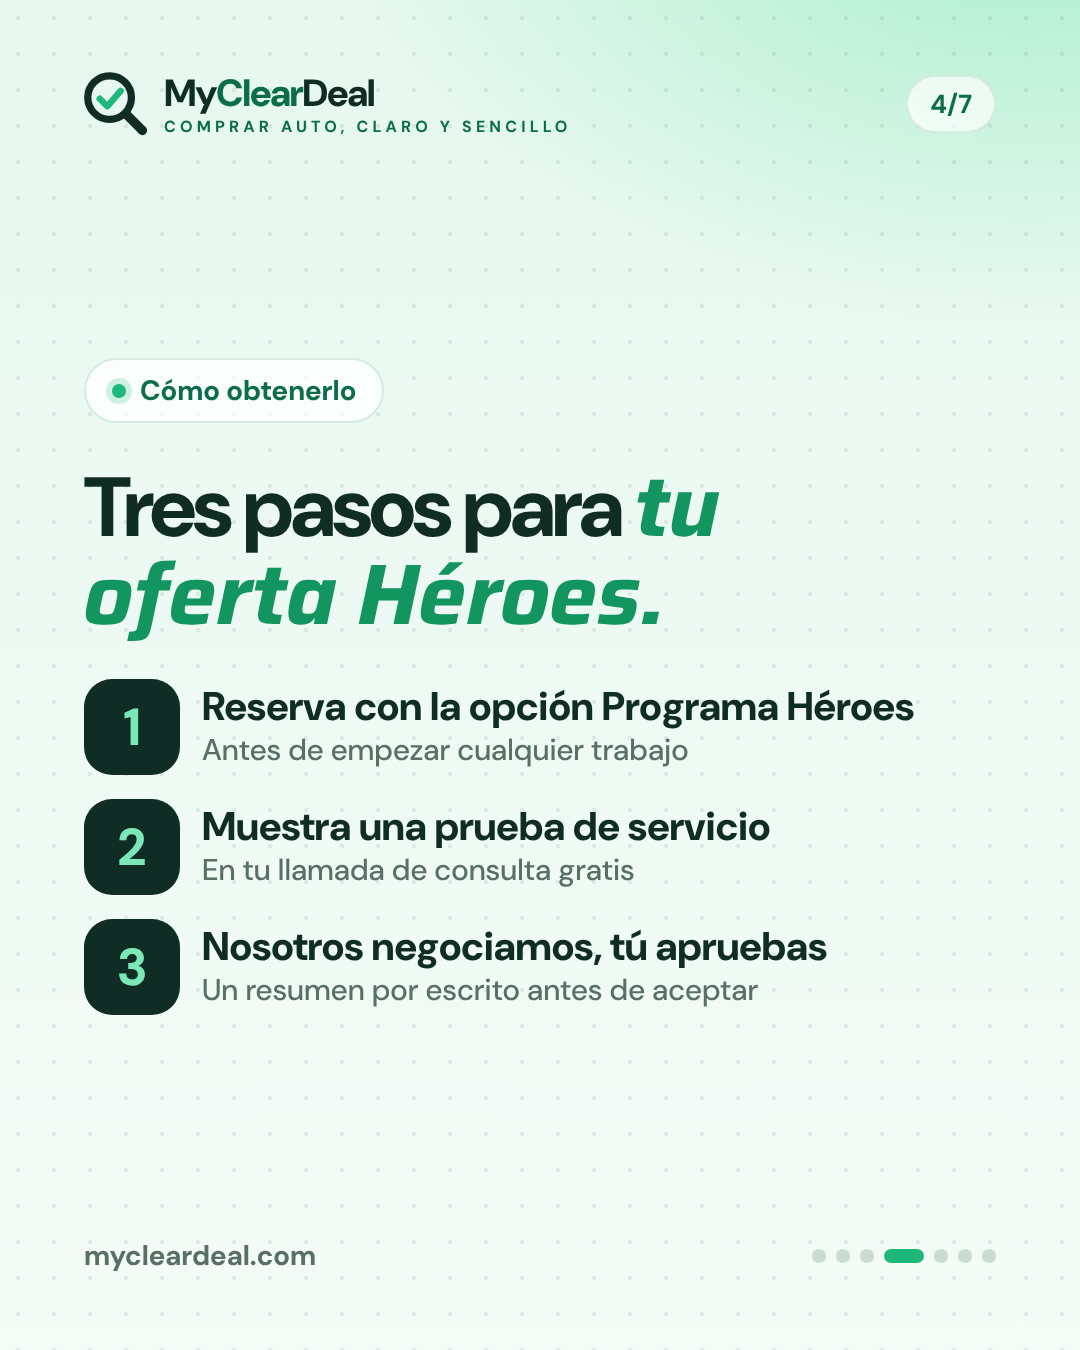 MyClearDeal
COMPRAR AUTO, CLARO Y SENCILLO
4/7
Cómo obtenerlo
Tres pasos para tu
oferta Héroes.
1
Reserva con la opción Programa Héroes
Antes de empezar cualquier trabajo
2
Muestra una prueba de servicio
En tu llamada de consulta gratis
3
Nosotros negociamos, tú apruebas
Un resumen por escrito antes de aceptar
mycleardeal.com